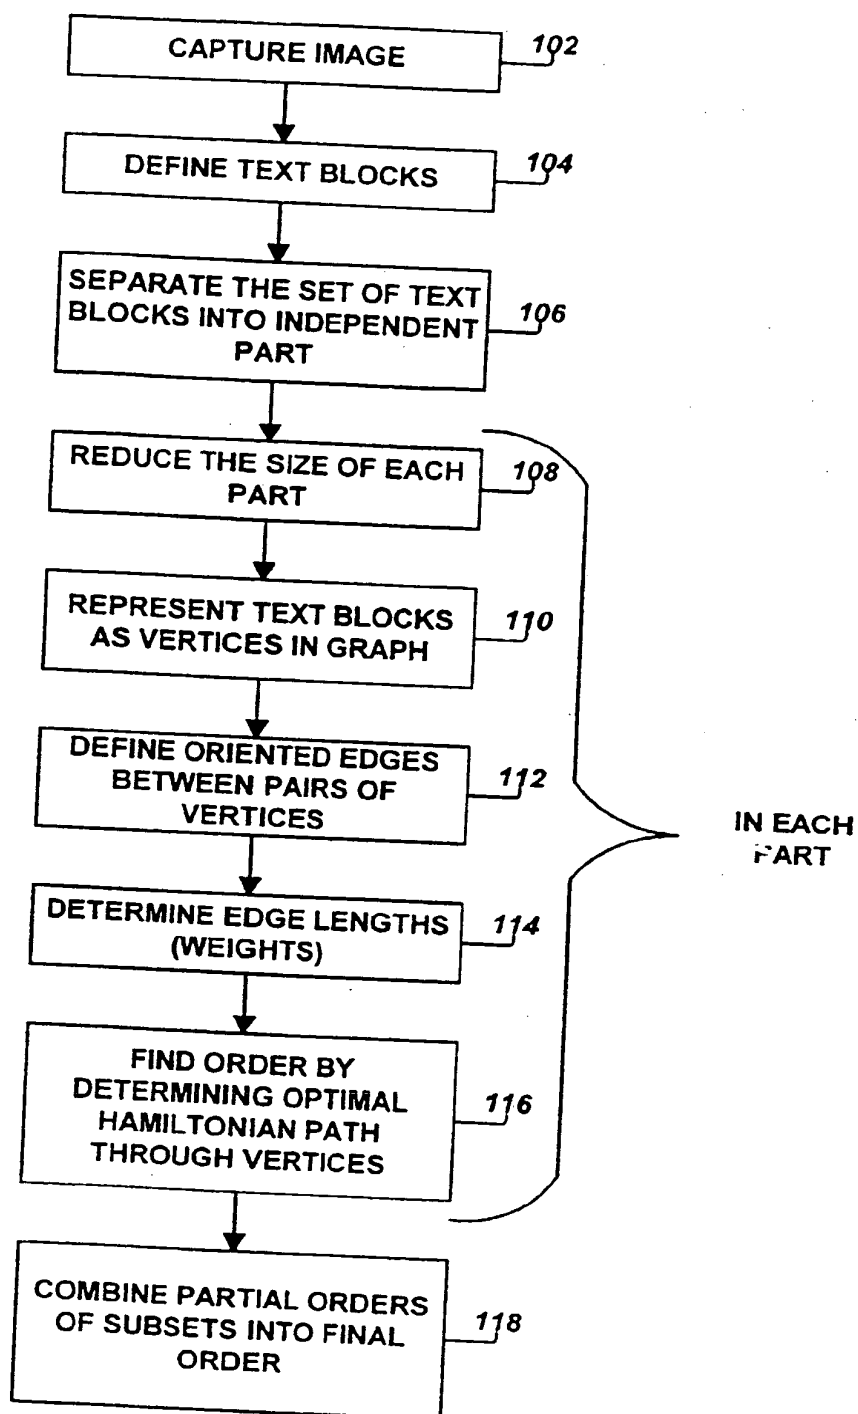 CAPTURE IMAGE
102
DEFINE TEXT BLOCKS
104
SEPARATE THE SET OF TEXT
BLOCKS INTO INDEPENDENT
PART
106
REDUCE THE SIZE OF EACH
PART
108
REPRESENT TEXT BLOCKS
AS VERTICES IN GRAPH
110
DEFINE ORIENTED EDGES
BETWEEN PAIRS OF
VERTICES
112
DETERMINE EDGE LENGTHS
(WEIGHTS)
114
FIND ORDER BY
DETERMINING OPTIMAL
HAMILTONIAN PATH
THROUGH VERTICES
116
COMBINE PARTIAL ORDERS
OF SUBSETS INTO FINAL
ORDER
118
IN EACH
PART